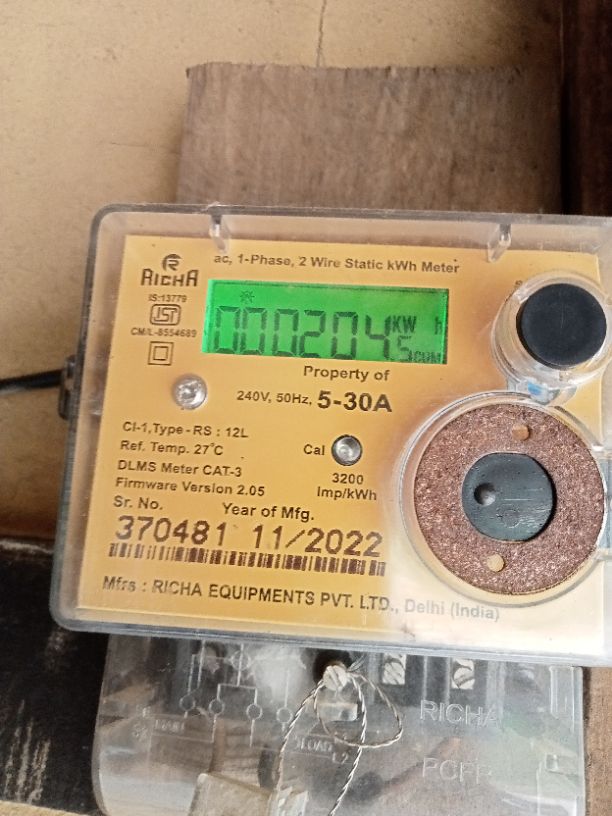 ac, 1-Phase, 2 Wire Static kWh Meter
RICHA
IS:13779
ISI
CM/L-8554689
000204.5 KW h
CUM
Property of
240V, 50Hz, 5-30A
Cl-1, Type - RS : 12L
Ref. Temp. 27°C
Cal
DLMS Meter CAT-3
3200
Firmware Version 2.05
Imp/kWh
Sr. No.
Year of Mfg.
370481 11/2022
Mfrs : RICHA EQUIPMENTS PVT. LTD., Delhi (India)
RICHA
LOAD
L2